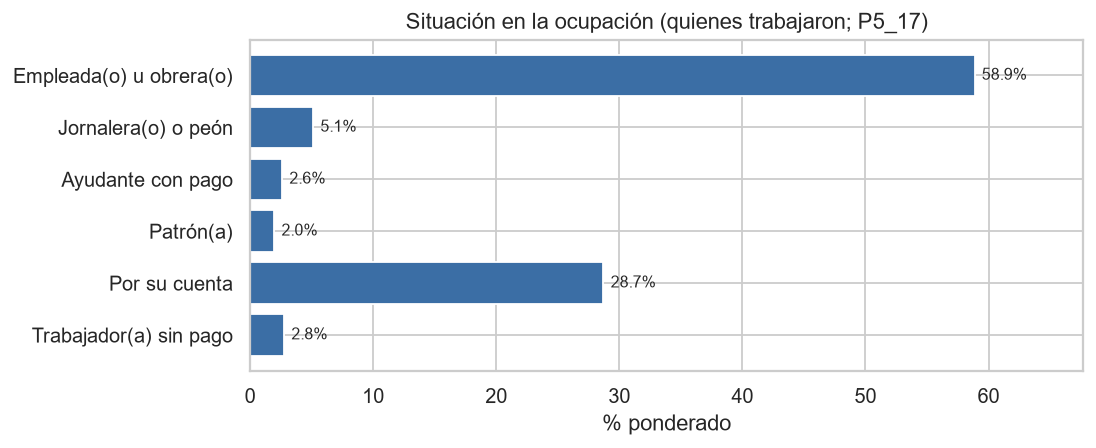 Situación en la ocupación (quienes trabajaron; P5_17)
Empleada(o) u obrera(o) 58.9%
Jornalera(o) o peón 5.1%
Ayudante con pago 2.6%
Patrón(a) 2.0%
Por su cuenta 28.7%
Trabajador(a) sin pago 2.8%
0 10 20 30 40 50 60
% ponderado